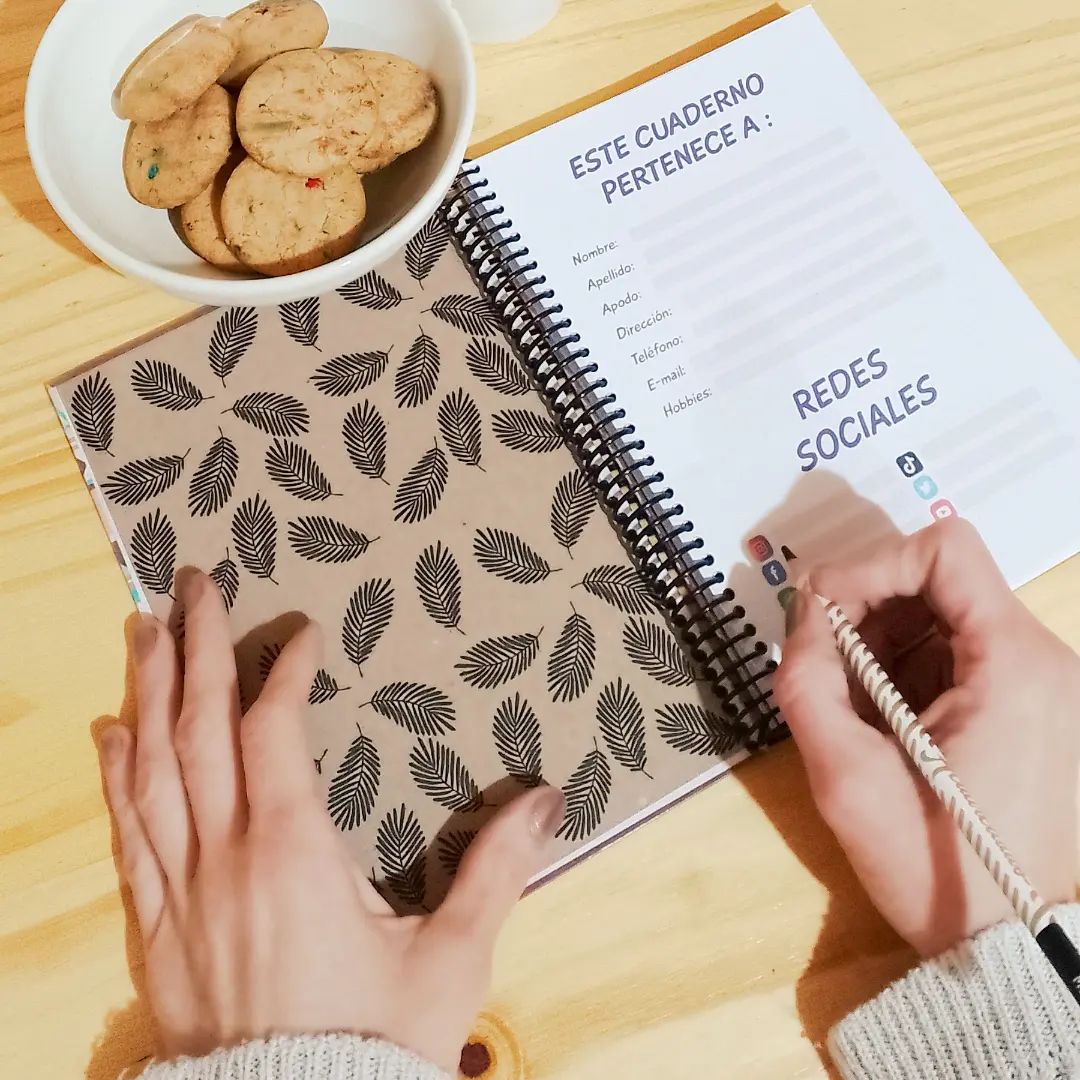 ESTE CUADERNO
PERTENECE A :
Nombre:
Apellido:
Apodo:
Dirección:
Teléfono:
E-mail:
Hobbies:
REDES
SOCIALES